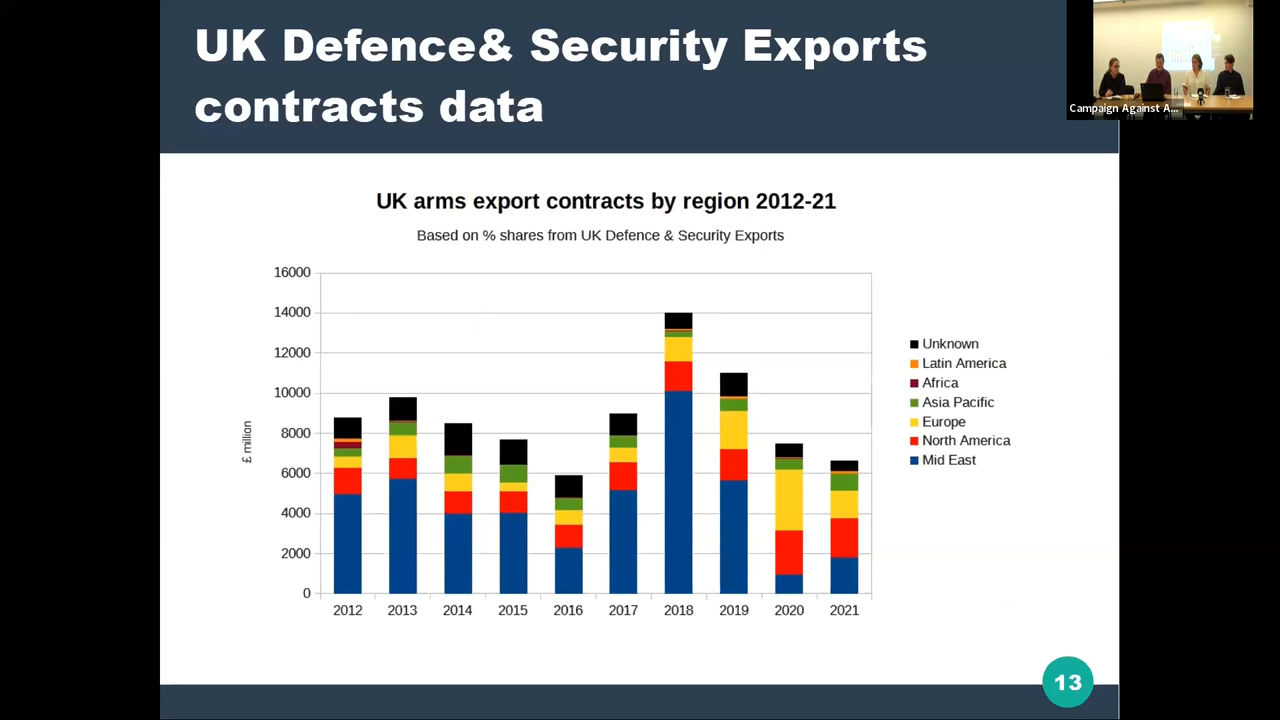 UK Defence& Security Exports
contracts data
Campaign Against A...
UK arms export contracts by region 2012-21
Based on % shares from UK Defence & Security Exports
£ million
16000
14000
12000
10000
8000
6000
4000
2000
0
2012 2013 2014 2015 2016 2017 2018 2019 2020 2021
Unknown
Latin America
Africa
Asia Pacific
Europe
North America
Mid East
13